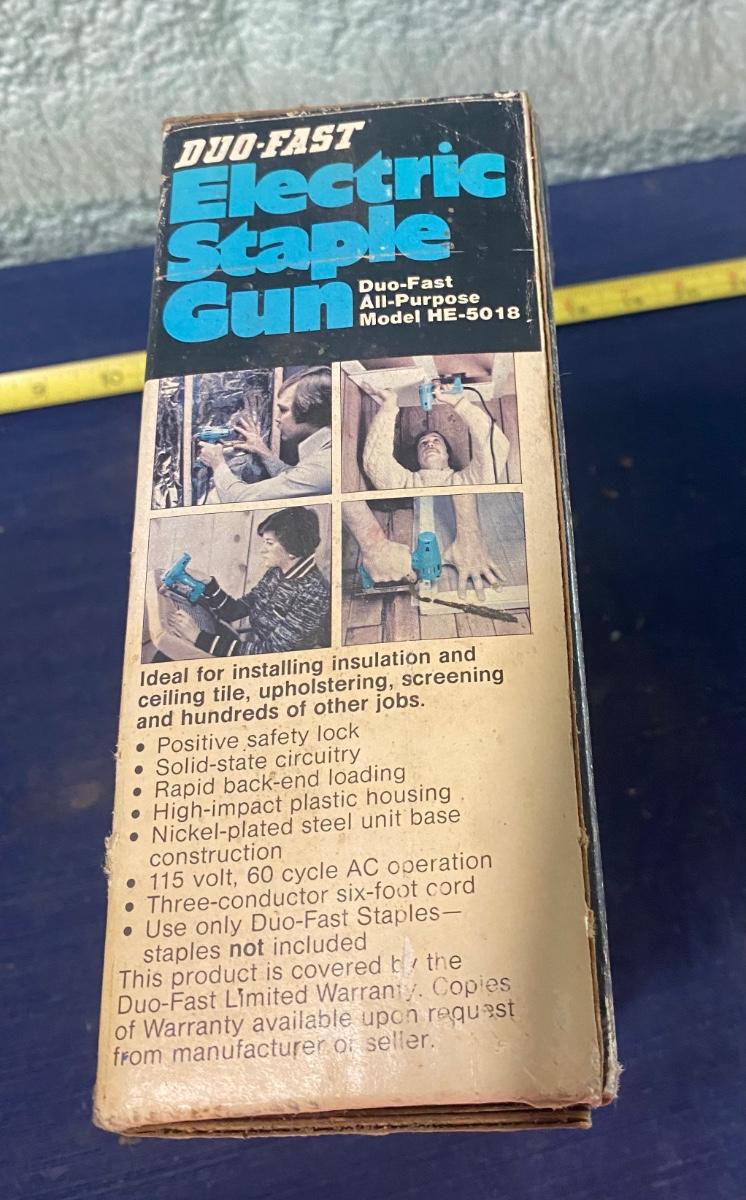 DUO-FAST
Electric
Staple
Gun
Duo-Fast
All-Purpose
Model HE-5018
9 10
Ideal for installing insulation and
ceiling tile, upholstering, screening
and hundreds of other jobs.
• Positive safety lock
• Solid-state circuitry
• Rapid back-end loading
• High-impact plastic housing
• Nickel-plated steel unit base
construction
• 115 volt, 60 cycle AC operation
• Three-conductor six-foot cord
• Use only Duo-Fast Staples—
staples not included
This product is covered by the
Duo-Fast Limited Warranty. Copies
of Warranty available upon request
from manufacturer or seller.